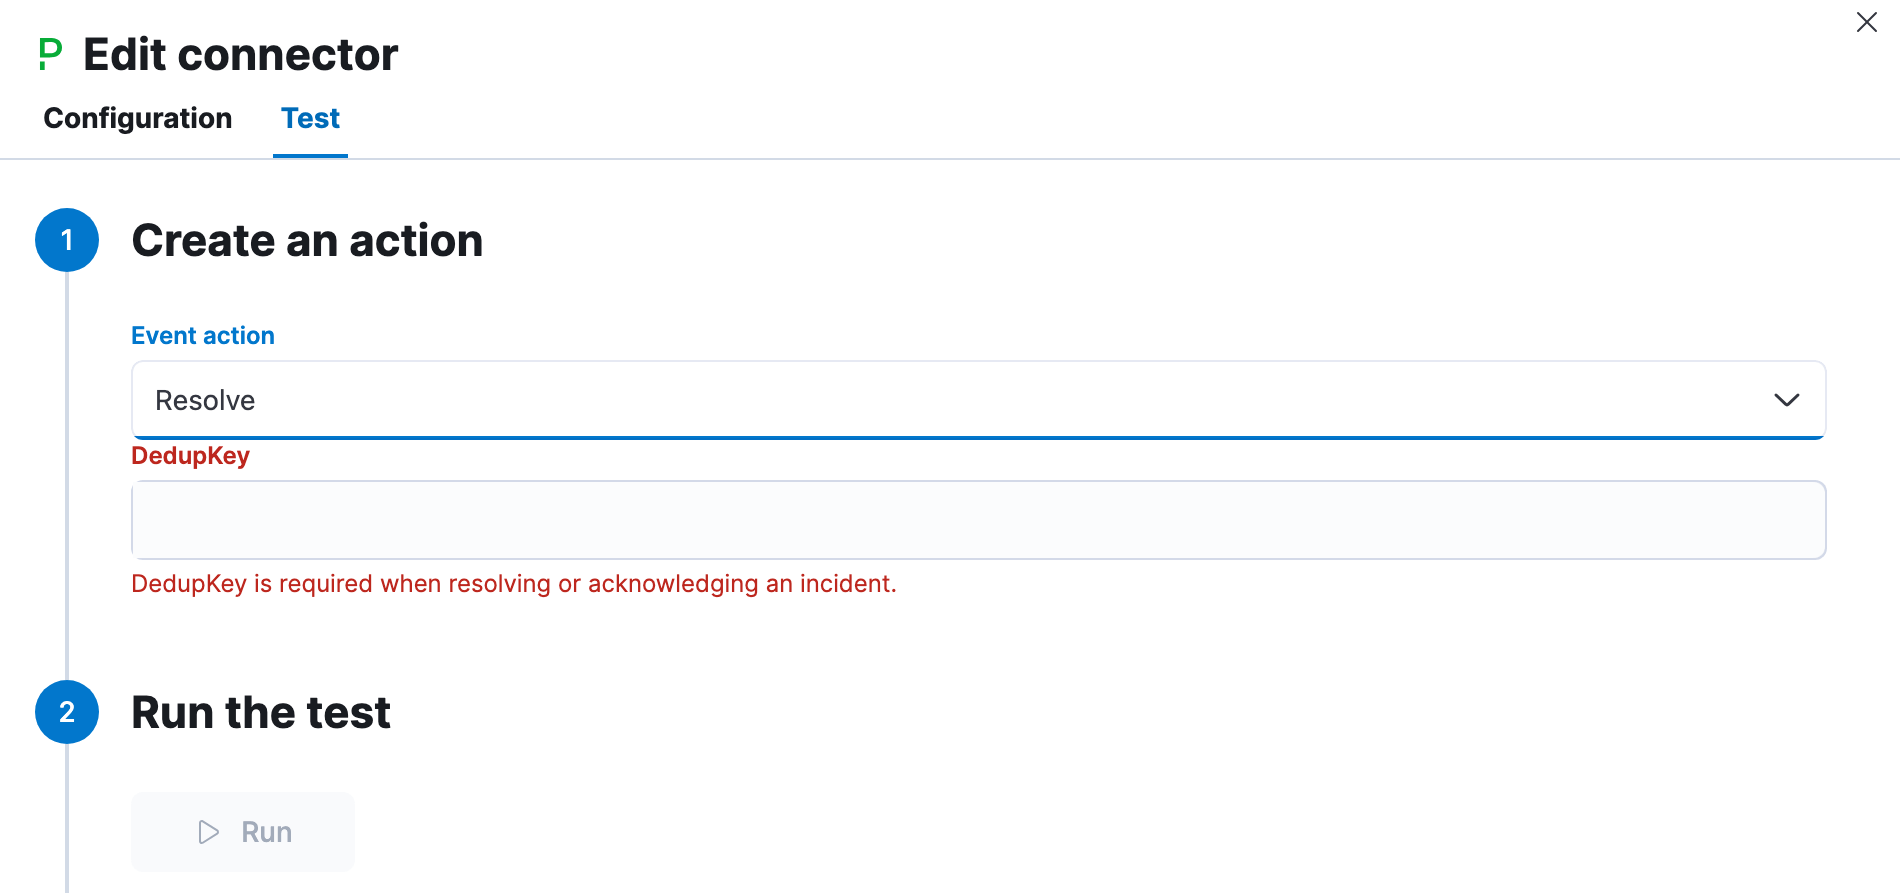 Edit connector
Configuration Test
1 Create an action
Event action
Resolve
DedupKey
DedupKey is required when resolving or acknowledging an incident.
2 Run the test
Run